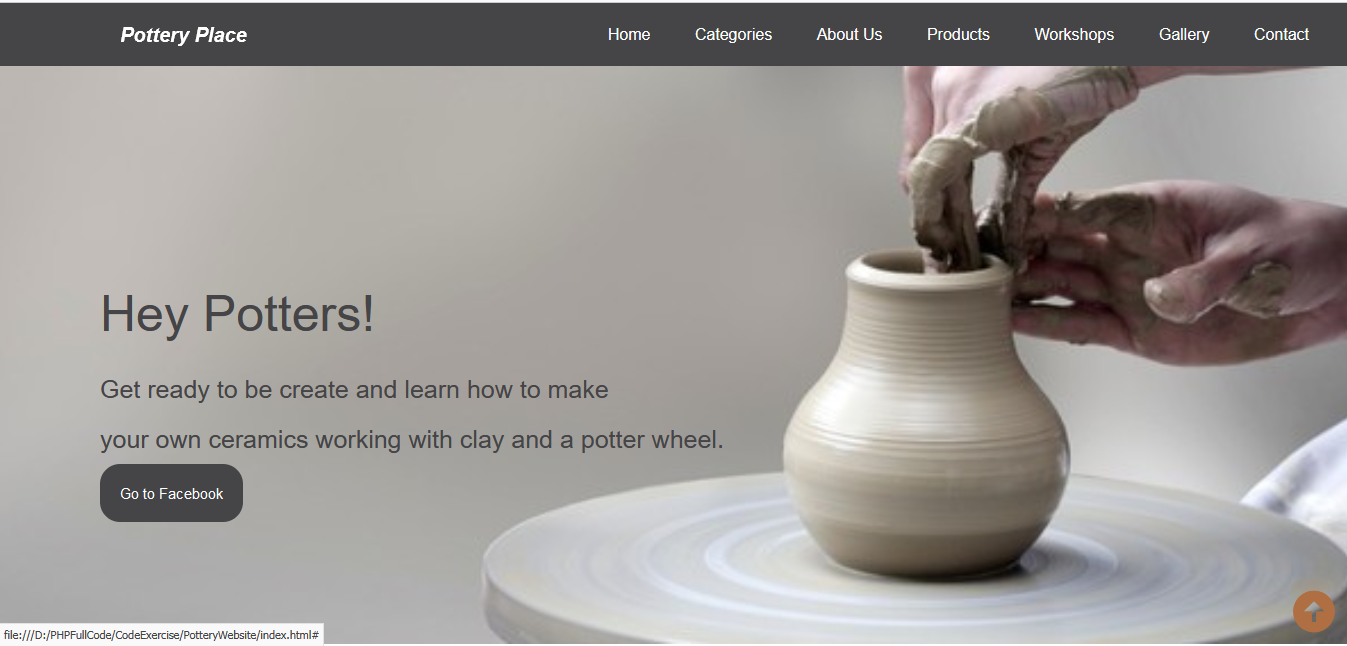 Pottery Place
Home Categories About Us Products Workshops Gallery Contact
Hey Potters!
Get ready to be create and learn how to make
your own ceramics working with clay and a potter wheel.
Go to Facebook
file:///D:/PHPFullCode/CodeExercise/PotteryWebsite/index.html#